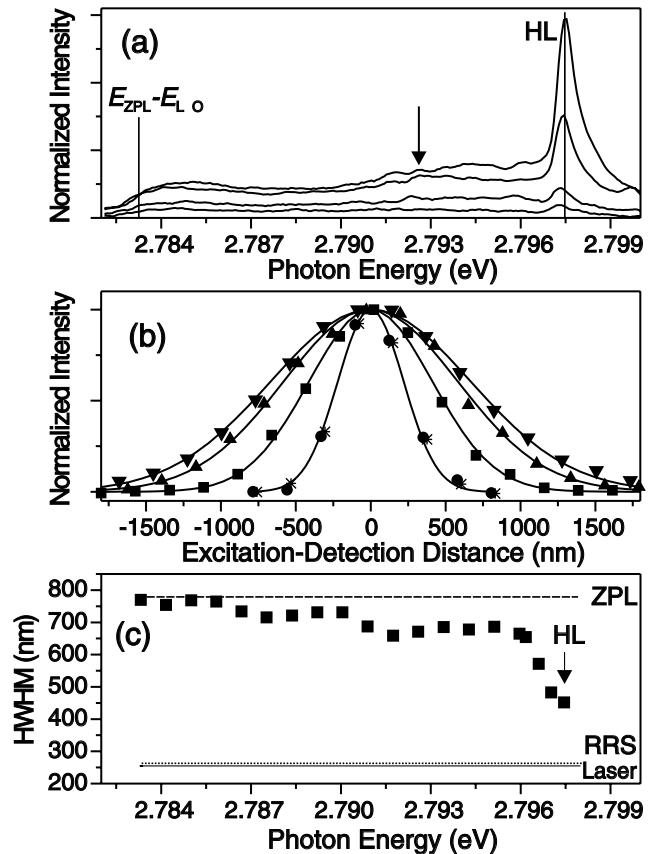 (a)
HL
E_ZPL-E_L O
Normalized Intensity
2.784 2.787 2.790 2.793 2.796 2.799
Photon Energy (eV)
(b)
Normalized Intensity
-1500 -1000 -500 0 500 1000 1500
Excitation-Detection Distance (nm)
800
ZPL
700
(c)
HL
600
HWHM (nm)
500
400
300
RRS
Laser
200
2.784 2.787 2.790 2.793 2.796 2.799
Photon Energy (eV)